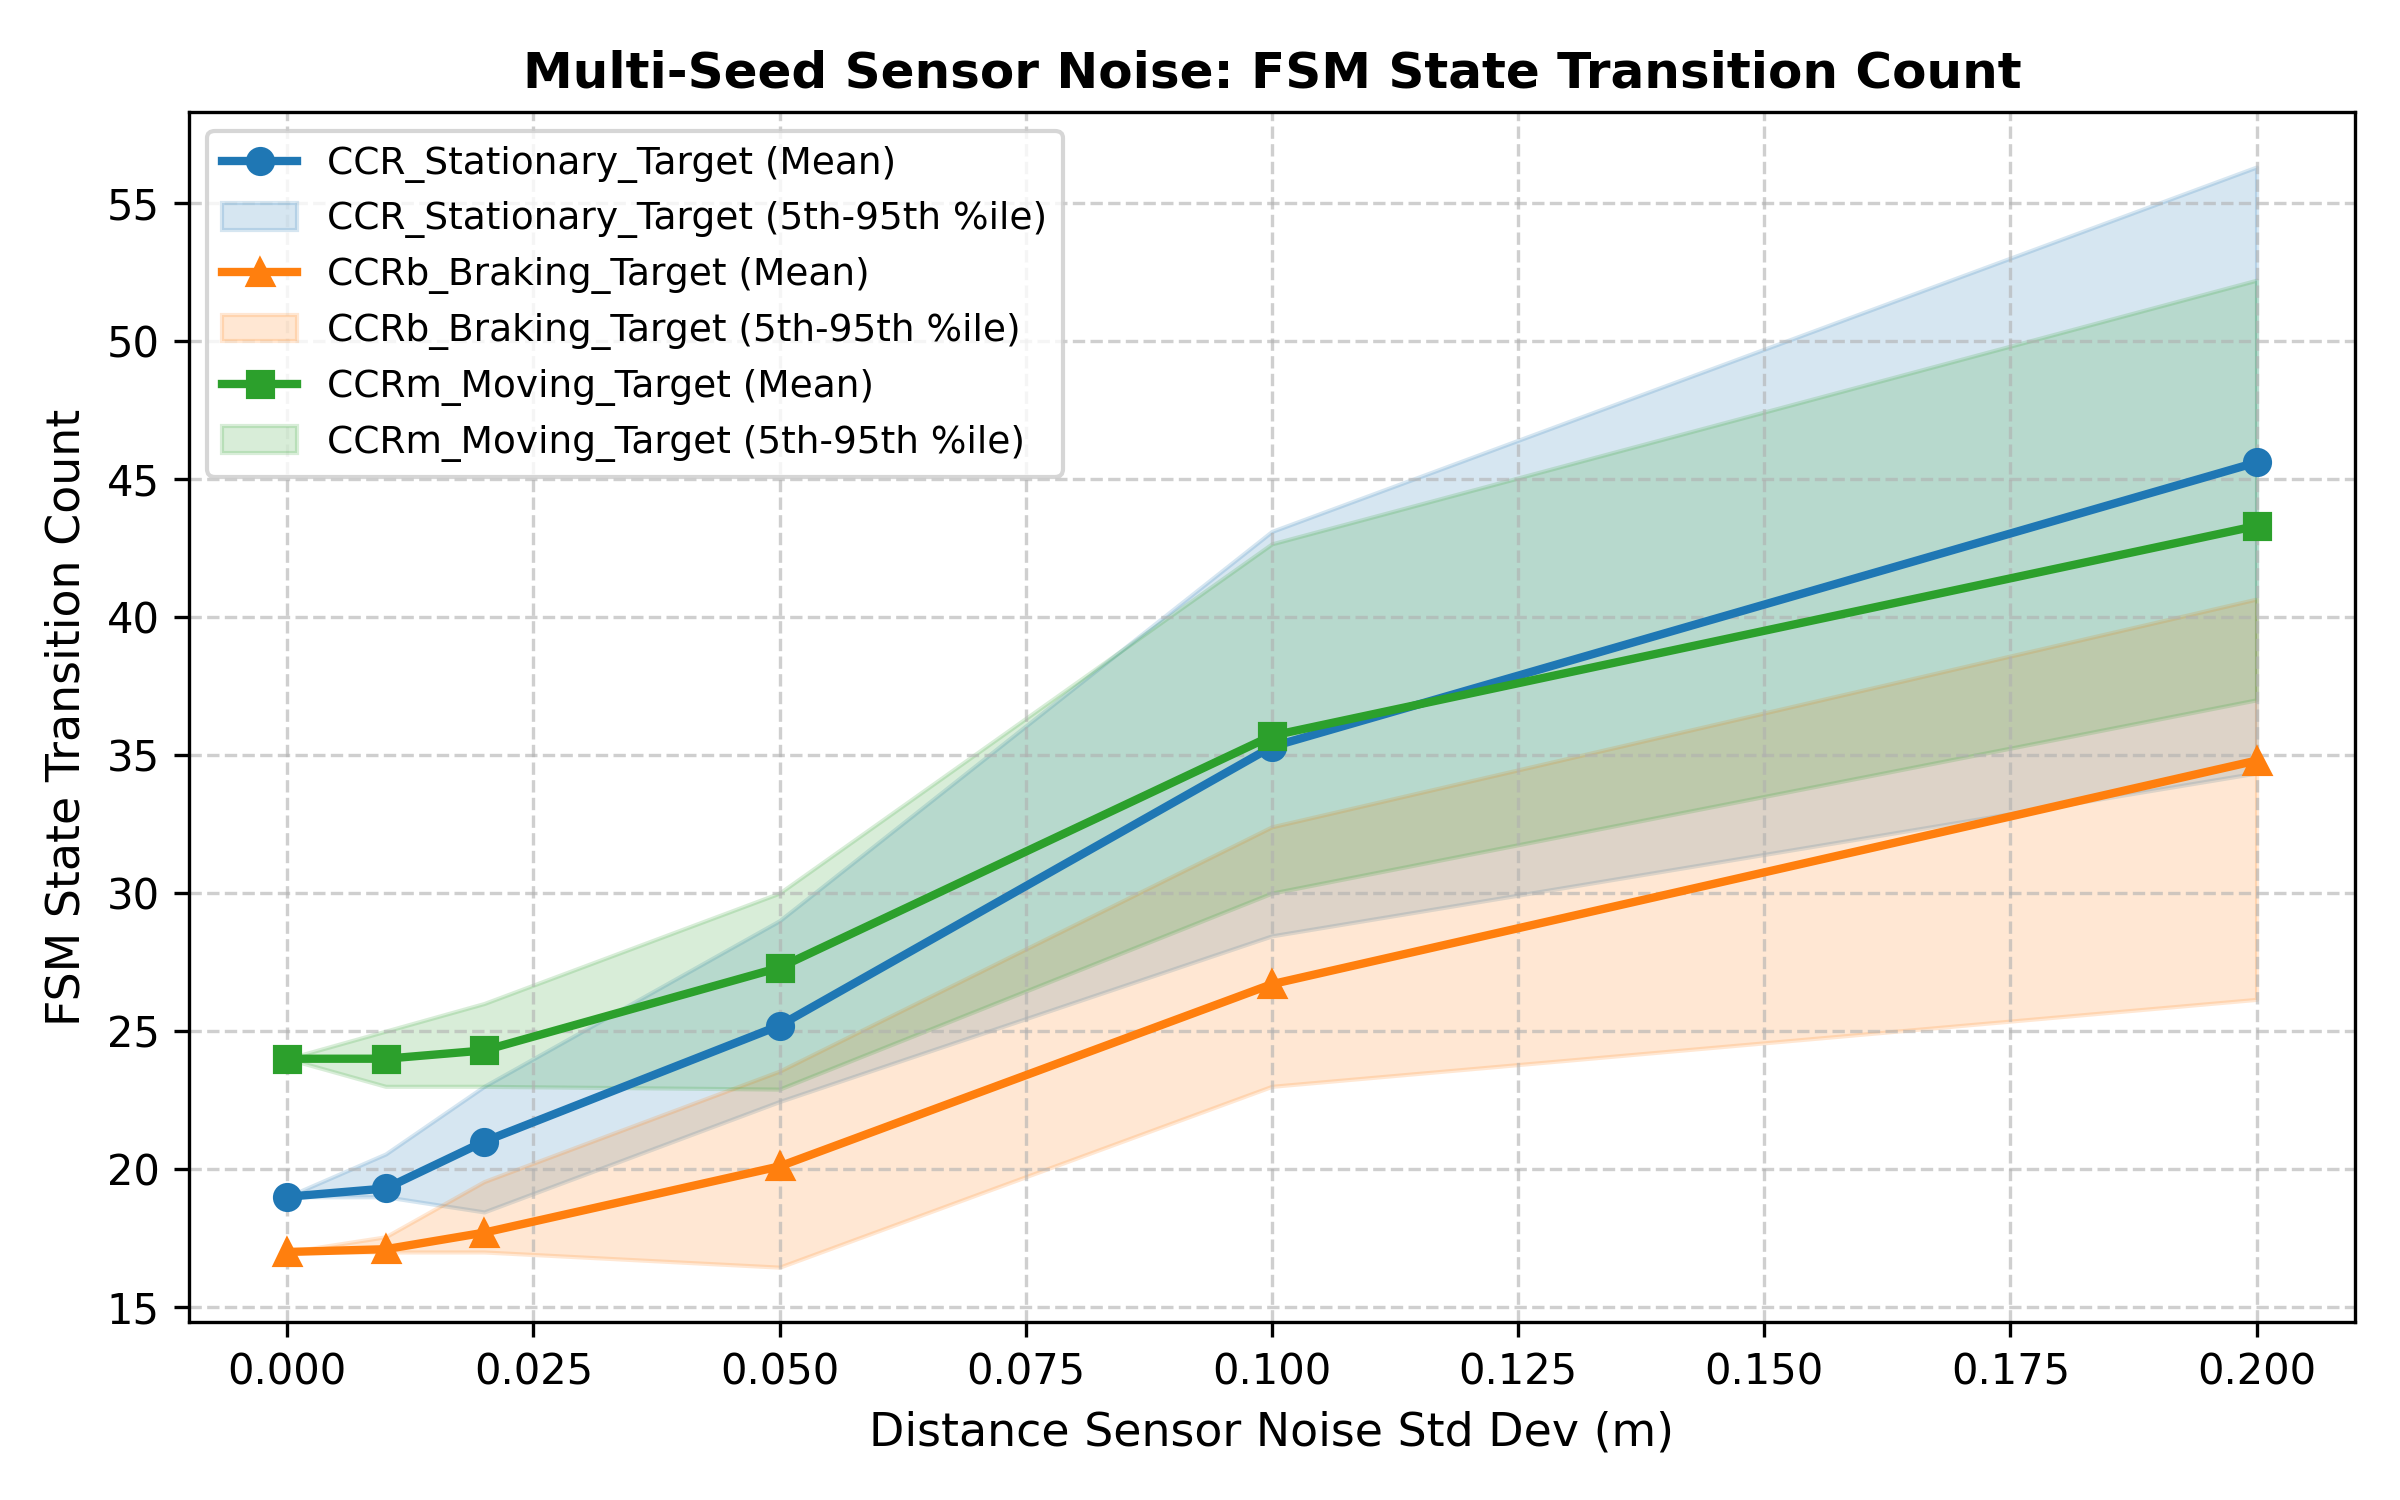 Multi-Seed Sensor Noise: FSM State Transition Count
CCR_Stationary_Target (Mean)
CCR_Stationary_Target (5th-95th %ile)
CCRb_Braking_Target (Mean)
CCRb_Braking_Target (5th-95th %ile)
CCRm_Moving_Target (Mean)
CCRm_Moving_Target (5th-95th %ile)
FSM State Transition Count
55
50
45
40
35
30
25
20
15
0.000 0.025 0.050 0.075 0.100 0.125 0.150 0.175 0.200
Distance Sensor Noise Std Dev (m)